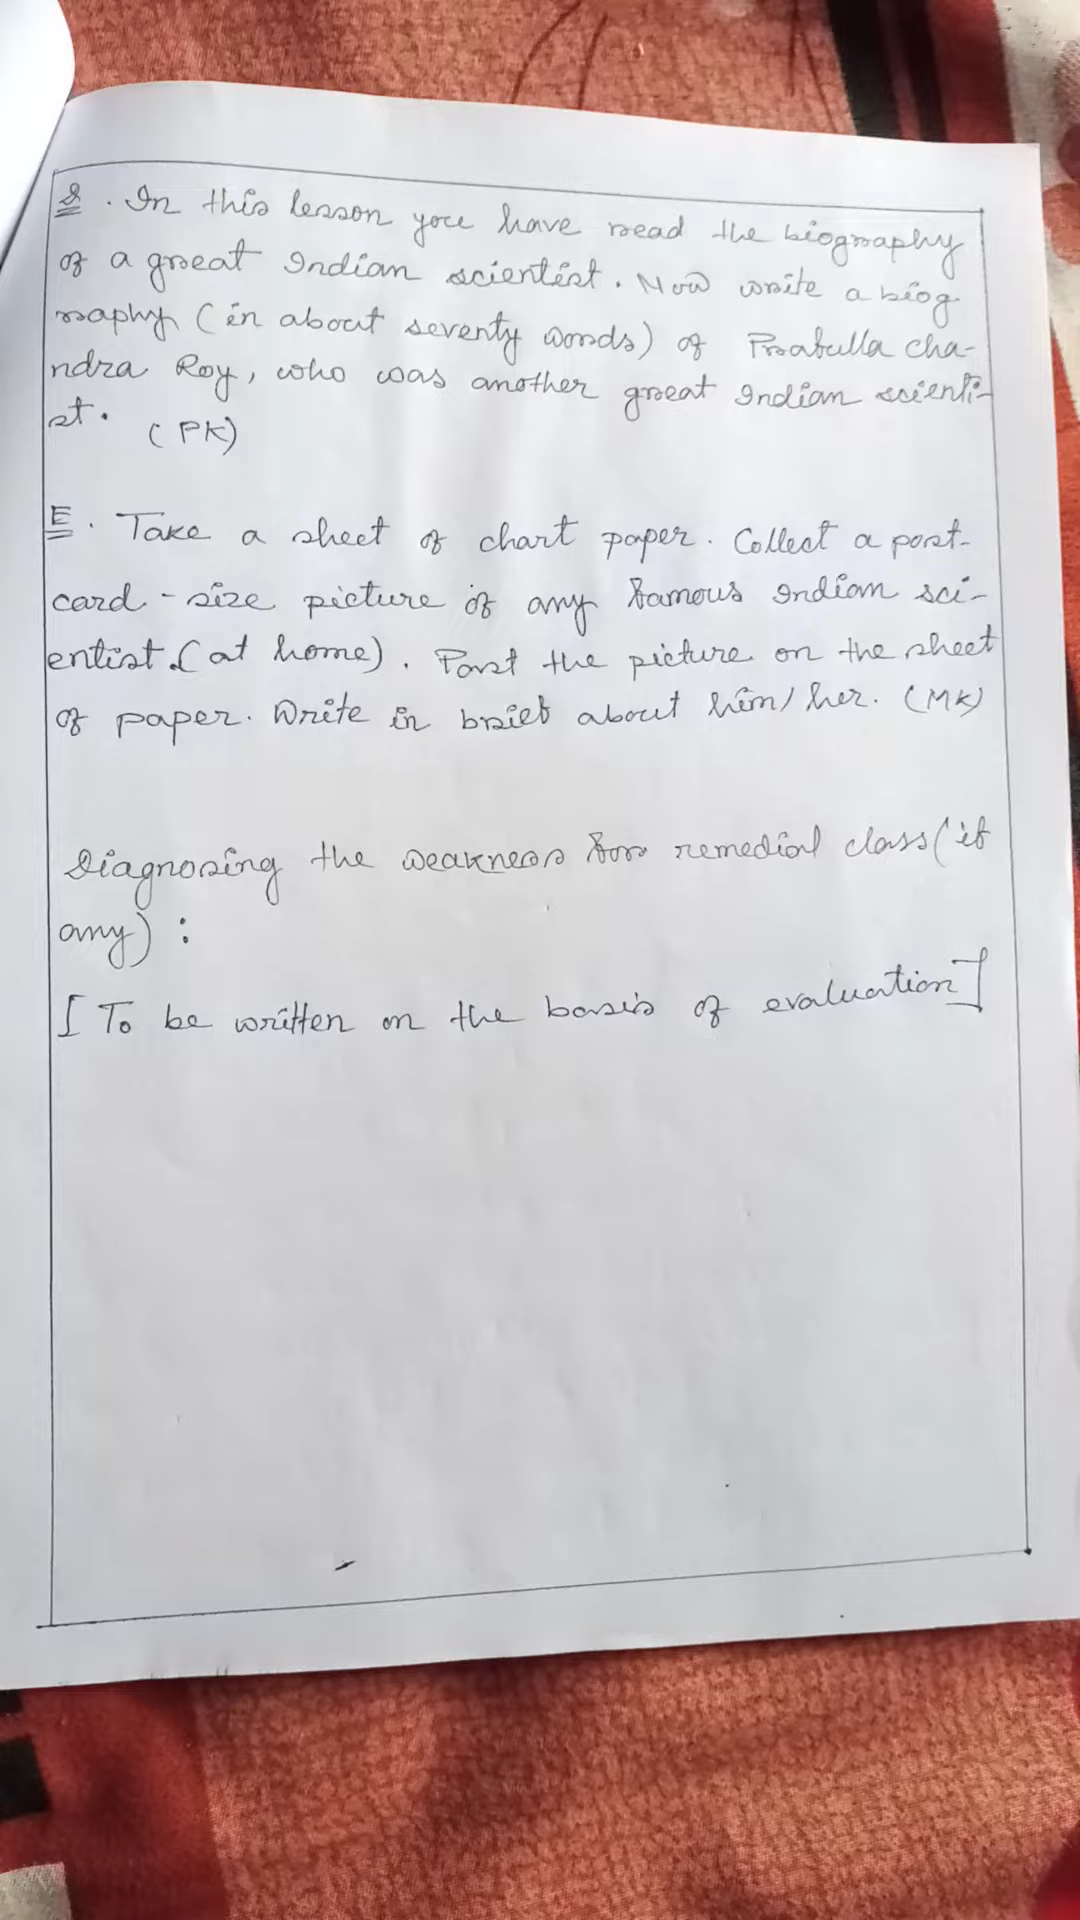 D. In this lesson you have read the biography
of a great Indian scientist. Now write a biog
raphy (in about seventy words) of Prafulla cha-
ndra Roy, who was another great Indian scienti-
st. (PK)
E. Take a sheet of chart paper. Collect a post-
card-size picture of any famous Indian sci-
entist (at home). Past the picture on the sheet
of paper. Write in brief about him/her. (MK)
Diagnosing the weakness for remedial class (if
any):
[To be written on the basis of evaluation]